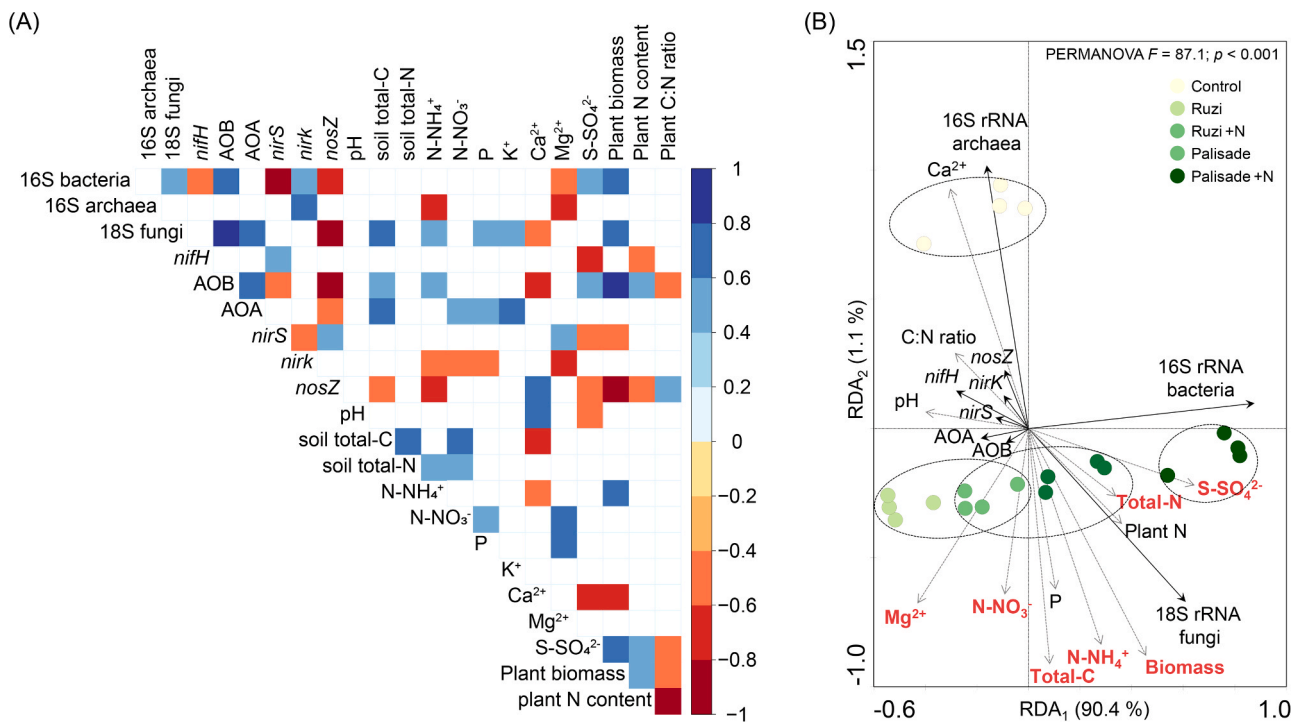 (A)
16S archaea
18S fungi
nifH
AOB
AOA
nirS
nirk
nosZ
pH
soil total-C
soil total-N
N-NH₄⁺
N-NO₃⁻
P
K⁺
Ca²⁺
Mg²⁺
S-SO₄²⁻
Plant biomass
Plant N content
Plant C:N ratio
16S bacteria
16S archaea
18S fungi
nifH
AOB
AOA
nirS
nirk
nosZ
pH
soil total-C
soil total-N
N-NH₄⁺
N-NO₃⁻
P
K⁺
Ca²⁺
Mg²⁺
S-SO₄²⁻
Plant biomass
plant N content
1
0.8
0.6
0.4
0.2
0
−0.2
−0.4
−0.6
−0.8
−1
(B)
PERMANOVA F = 87.1; p < 0.001
Control
Ruzi
Ruzi +N
Palisade
Palisade +N
1.5
RDA₂ (1.1 %)
-1.0
-0.6
RDA₁ (90.4 %)
1.0
16S rRNA
archaea
Ca²⁺
C:N ratio
nosZ
nifH
nirK
pH
nirS
AOA
AOB
16S rRNA
bacteria
S-SO₄²⁻
Total-N
Plant N
Mg²⁺
N-NO₃⁻
P
18S rRNA
fungi
N-NH₄⁺
Biomass
Total-C